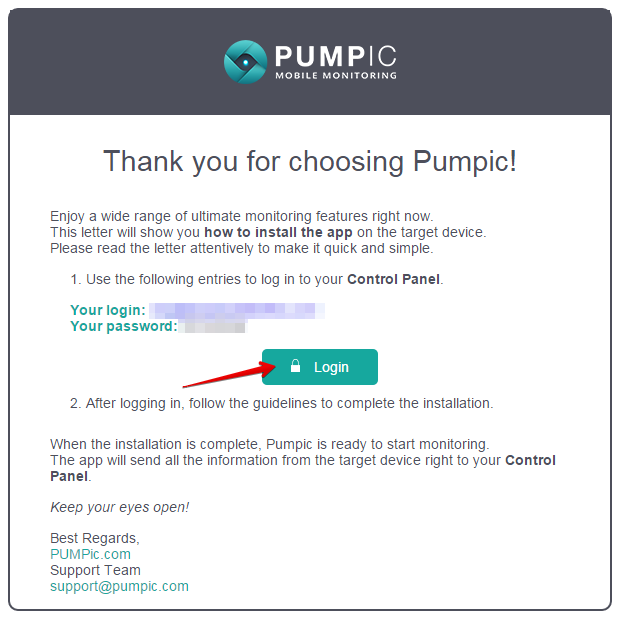 PUMPIC
MOBILE MONITORING
Thank you for choosing Pumpic!
Enjoy a wide range of ultimate monitoring features right now.
This letter will show you how to install the app on the target device.
Please read the letter attentively to make it quick and simple.
1. Use the following entries to log in to your Control Panel.
Your login:
Your password:
Login
2. After logging in, follow the guidelines to complete the installation.
When the installation is complete, Pumpic is ready to start monitoring.
The app will send all the information from the target device right to your Control
Panel.
Keep your eyes open!
Best Regards,
PUMPic.com
Support Team
support@pumpic.com